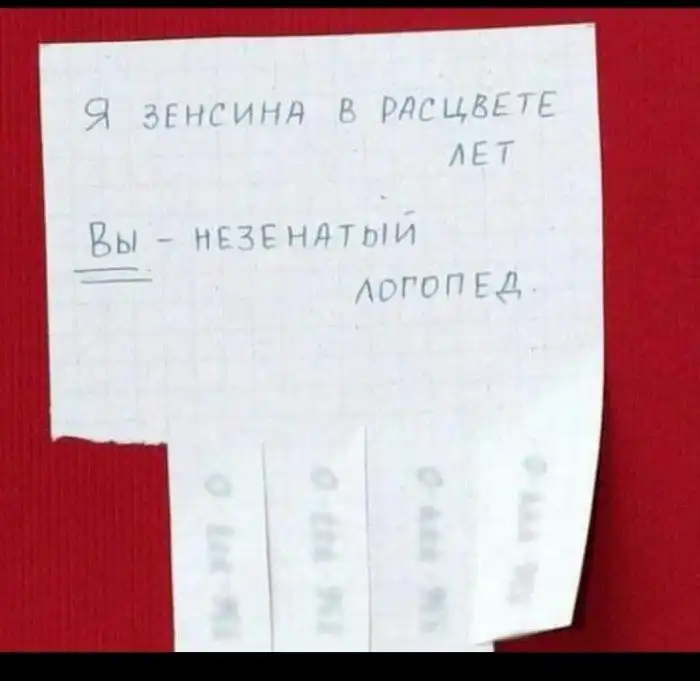 Я ЗЕНСИНА В РАСЦВЕТЕ
ЛЕТ
Вы - НЕЗЕНАТЫЙ
ЛОГОПЕД.